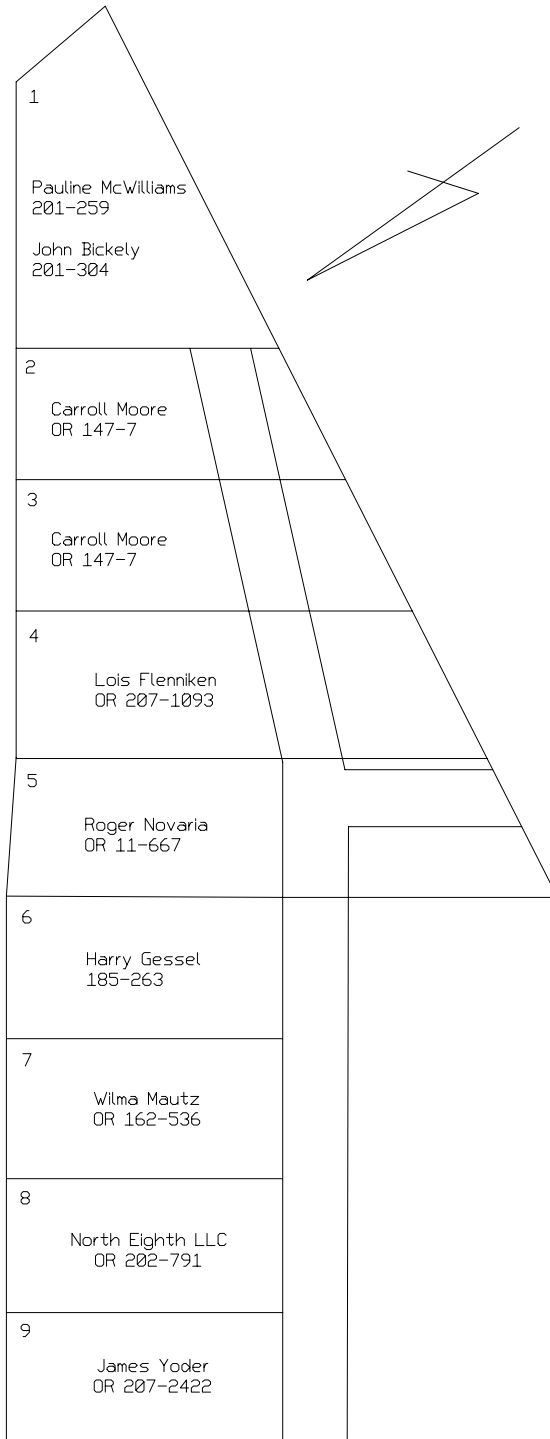 1
Pauline McWilliams
201-259
John Bickely
201-304
2
Carroll Moore
OR 147-7
3
Carroll Moore
OR 147-7
4
Lois Flenniken
OR 207-1093
5
Roger Novaria
OR 11-667
6
Harry Gessel
185-263
7
Wilma Mautz
OR 162-536
8
North Eighth LLC
OR 202-791
9
James Yoder
OR 207-2422